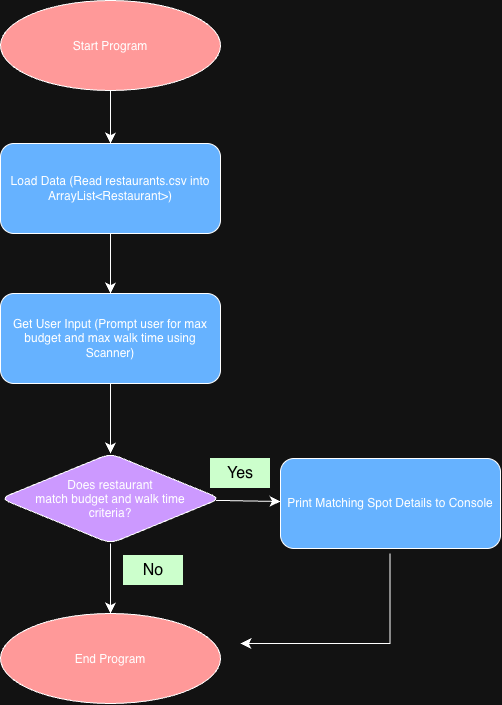 Start Program
Load Data (Read restaurants.csv into
ArrayList<Restaurant>)
Get User Input (Prompt user for max
budget and max walk time using
Scanner)
Does restaurant
match budget and walk time
criteria?
Yes
Print Matching Spot Details to Console
No
End Program